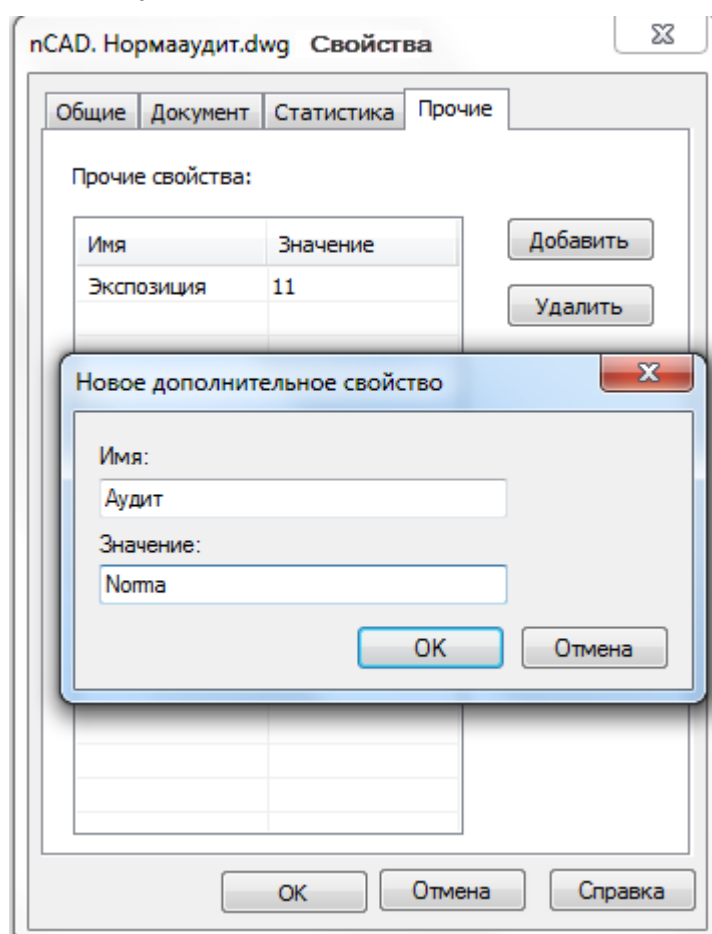 nCAD. Нормааудит.dwg Свойства
Общие Документ Статистика Прочие
Прочие свойства:
Имя Значение Добавить
Экспозиция 11
Удалить
Новое дополнительное свойство
Имя:
Аудит
Значение:
Norma
OK Отмена
OK Отмена Справка